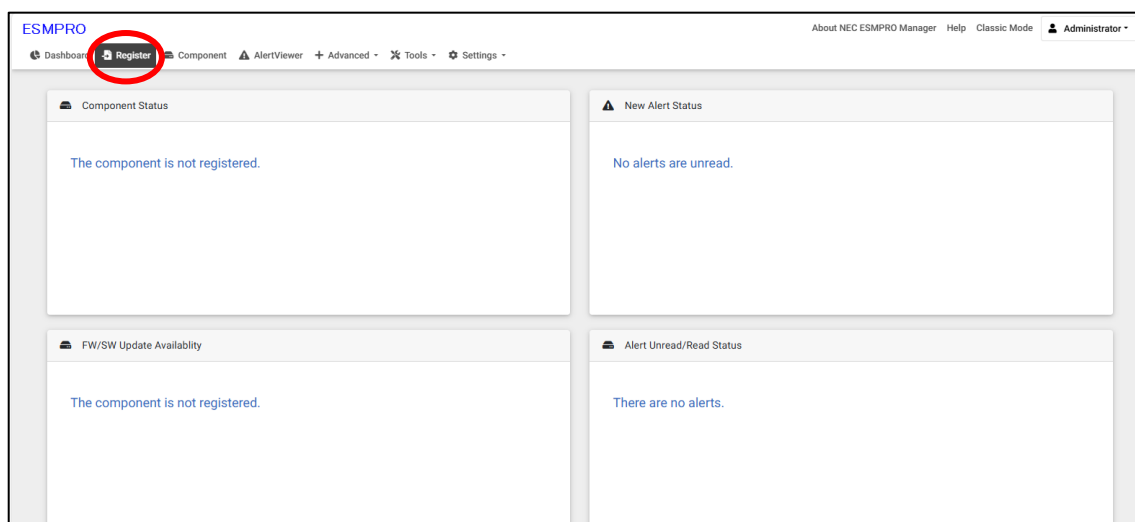 ESMPRO
About NEC ESMPRO Manager Help Classic Mode Administrator
Dashboard Register Component AlertViewer Advanced Tools Settings
Component Status
New Alert Status
The component is not registered.
No alerts are unread.
FW/SW Update Availablity
Alert Unread/Read Status
The component is not registered.
There are no alerts.